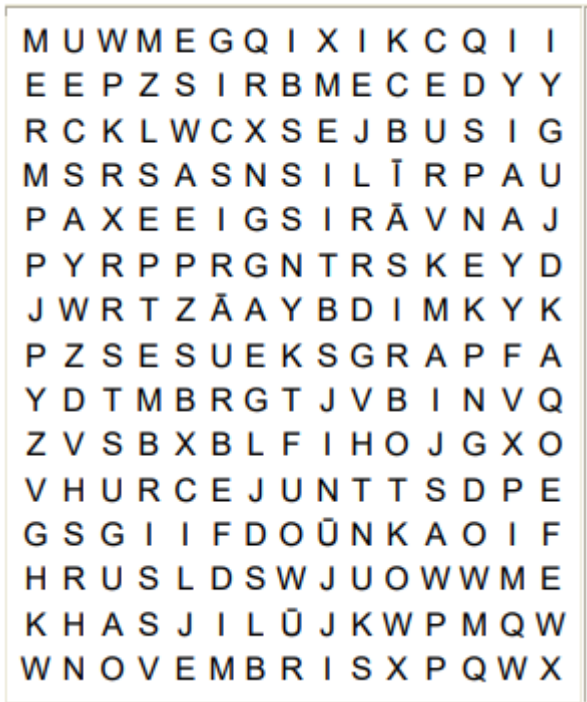 M U W M E G Q I X I K C Q I I
E E P Z S I R B M E C E D Y Y
R C K L W C X S E J B U S I G
M S R S A S N S I L Ī R P A U
P A X E E I G S I R Ā V N A J
P Y R P P R G N T R S K E Y D
J W R T Z Ā A Y B D I M K Y K
P Z S E S U E K S G R A P F A
Y D T M B R G T J V B I N V Q
Z V S B X B L F I H O J G X O
V H U R C E J U N T T S D P E
G S G I I F D O Ū N K A O I F
H R U S L D S W J U O W W M E
K H A S J I L Ū J K W P M Q W
W N O V E M B R I S X P Q W X